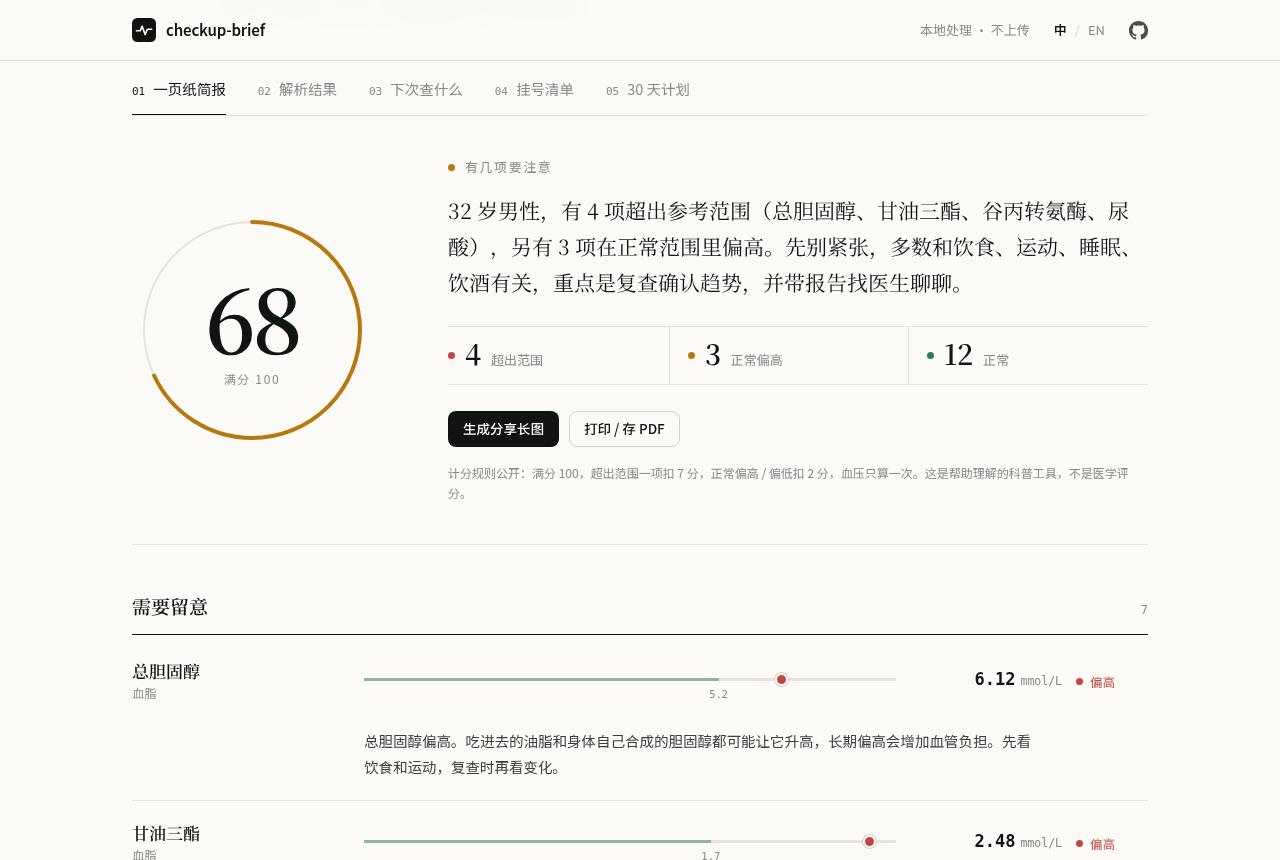 checkup-brief
本地处理 · 不上传
中 / EN
01 一页纸简报
02 解析结果
03 下次查什么
04 挂号清单
05 30 天计划
68
满分 100
有几项要注意
32 岁男性，有 4 项超出参考范围（总胆固醇、甘油三酯、谷丙转氨酶、尿
酸），另有 3 项在正常范围里偏高。先别紧张，多数和饮食、运动、睡眠、
饮酒有关，重点是复查确认趋势，并带报告找医生聊聊。
4 超出范围
3 正常偏高
12 正常
生成分享长图
打印 / 存 PDF
计分规则公开：满分 100，超出范围一项扣 7 分，正常偏高 / 偏低扣 2 分，血压只算一次。这是帮助理解的科普工具，不是医学评
分。
需要留意
7
总胆固醇
血脂
5.2
6.12 mmol/L 偏高
总胆固醇偏高。吃进去的油脂和身体自己合成的胆固醇都可能让它升高，长期偏高会增加血管负担。先看
饮食和运动，复查时再看变化。
甘油三酯
血脂
1.7
2.48 mmol/L 偏高